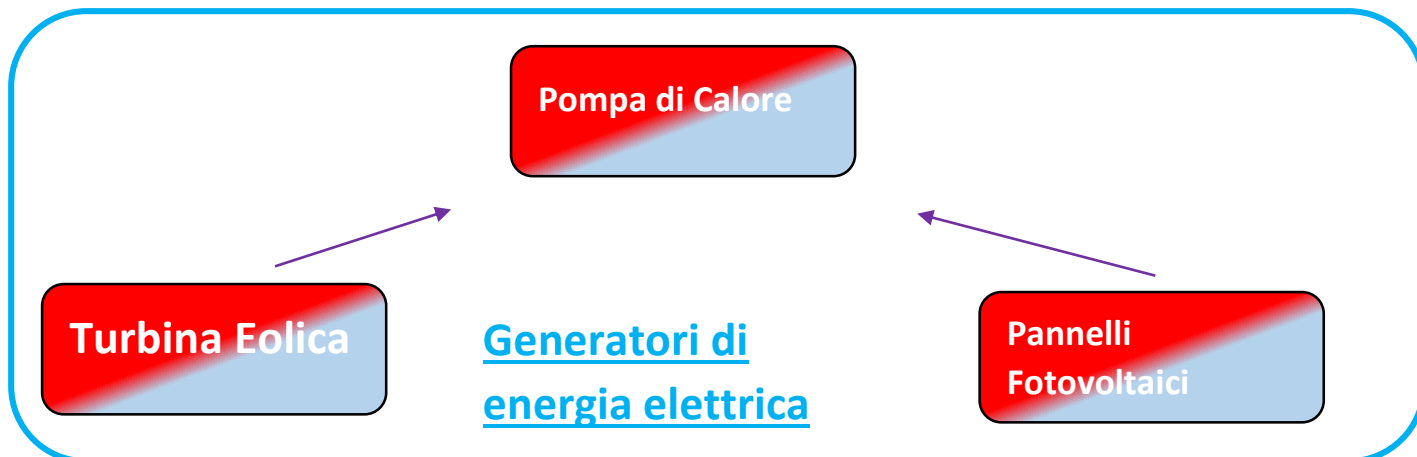 Pompa di Calore
Turbina Eolica
Generatori di
energia elettrica
Pannelli
Fotovoltaici